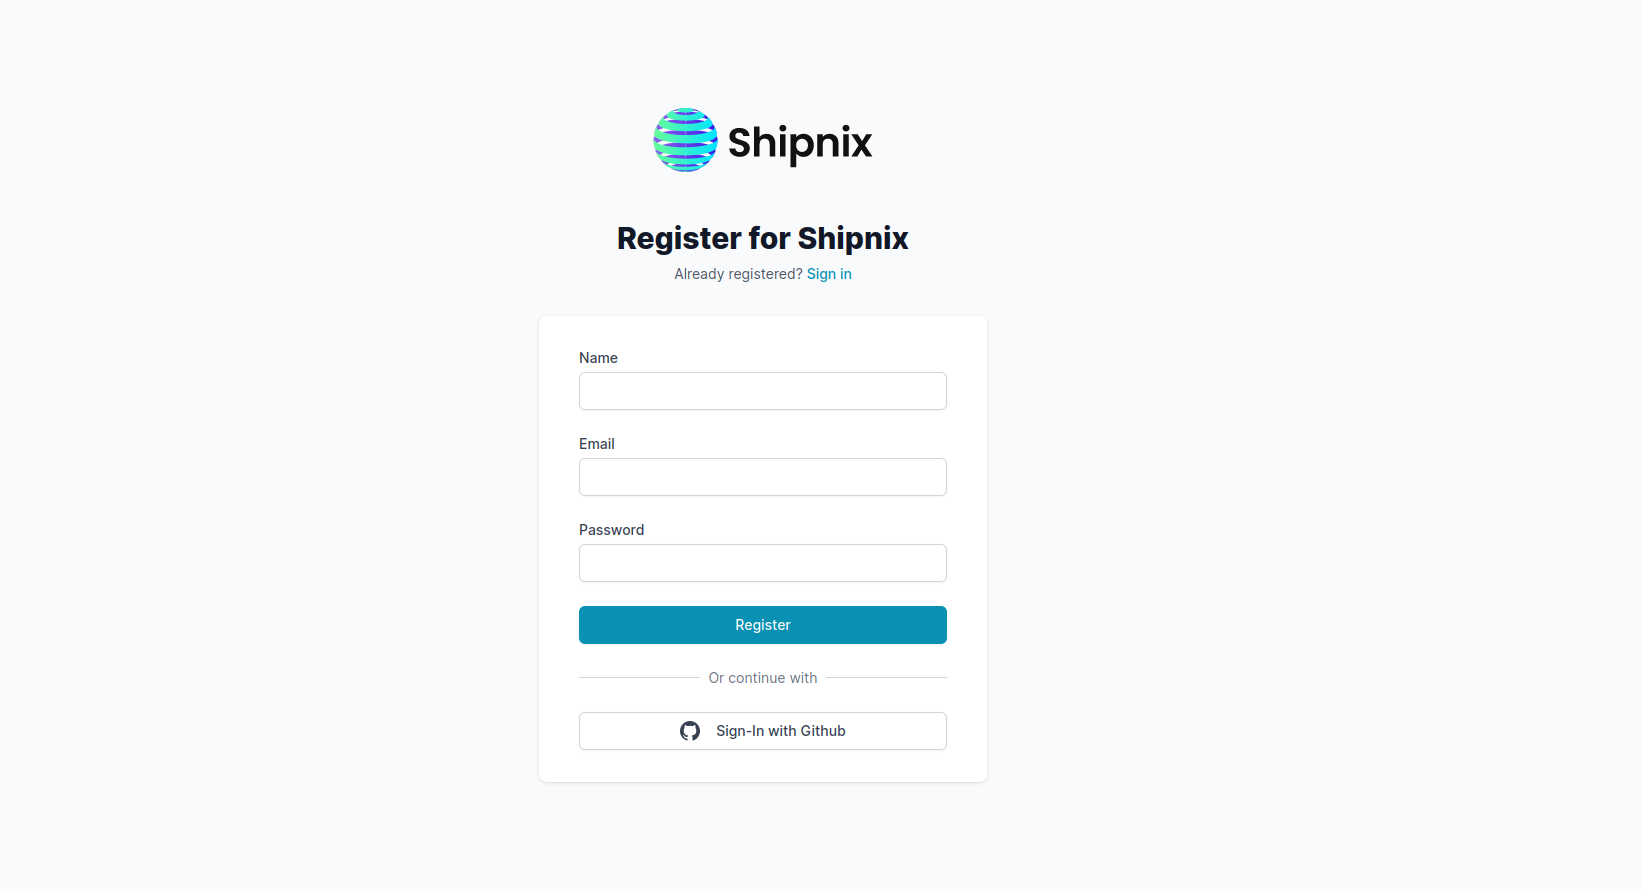 Shipnix
Register for Shipnix
Already registered? Sign in
Name
Email
Password
Register
Or continue with
Sign-In with Github